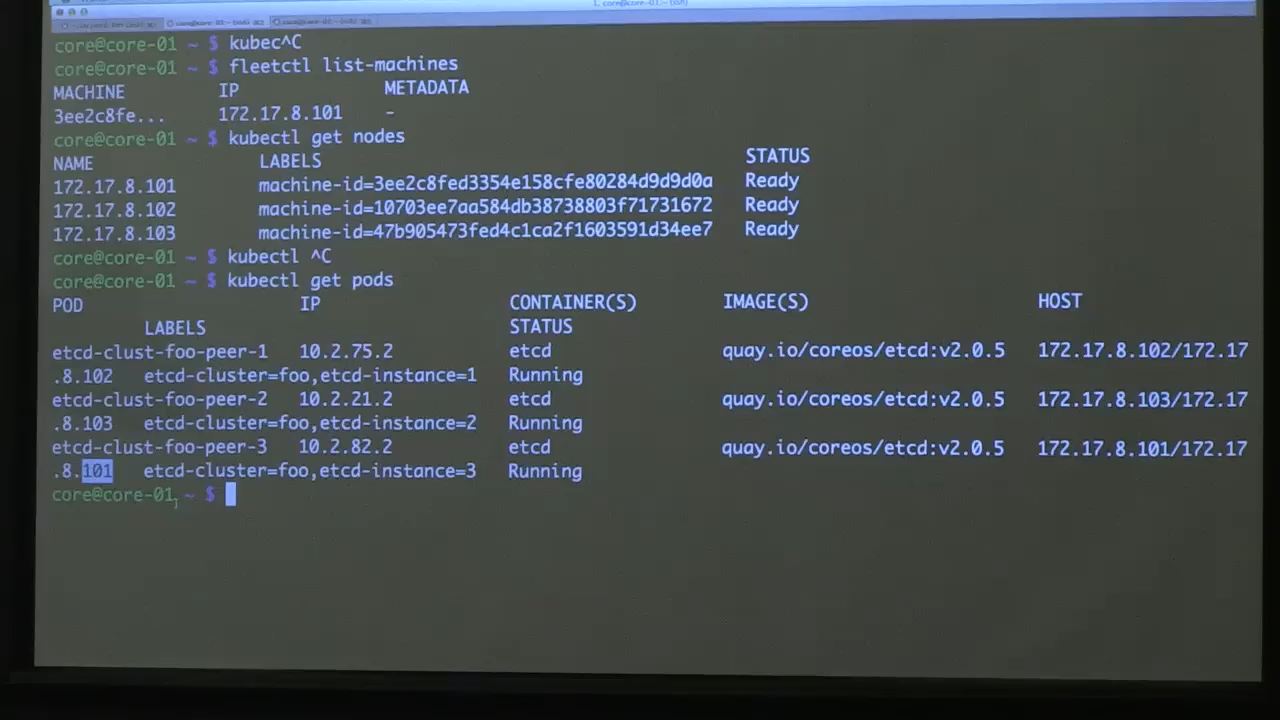 core@core-01 ~ $ kubec^C
core@core-01 ~ $ fleetctl list-machines
MACHINE IP METADATA
3ee2c8fe... 172.17.8.101 -
core@core-01 ~ $ kubectl get nodes
NAME LABELS STATUS
172.17.8.101 machine-id=3ee2c8fed3354e158cfe80284d9d9d0a Ready
172.17.8.102 machine-id=10703ee7aa584db38738803f71731672 Ready
172.17.8.103 machine-id=47b905473fed4c1ca2f1603591d34ee7 Ready
core@core-01 ~ $ kubectl ^C
core@core-01 ~ $ kubectl get pods
POD IP CONTAINER(S) IMAGE(S) HOST
LABELS STATUS
etcd-clust-foo-peer-1 10.2.75.2 etcd quay.io/coreos/etcd:v2.0.5 172.17.8.102/172.17
.8.102 etcd-cluster=foo,etcd-instance=1 Running
etcd-clust-foo-peer-2 10.2.21.2 etcd quay.io/coreos/etcd:v2.0.5 172.17.8.103/172.17
.8.103 etcd-cluster=foo,etcd-instance=2 Running
etcd-clust-foo-peer-3 10.2.82.2 etcd quay.io/coreos/etcd:v2.0.5 172.17.8.101/172.17
.8.101 etcd-cluster=foo,etcd-instance=3 Running
core@core-01 ~ $